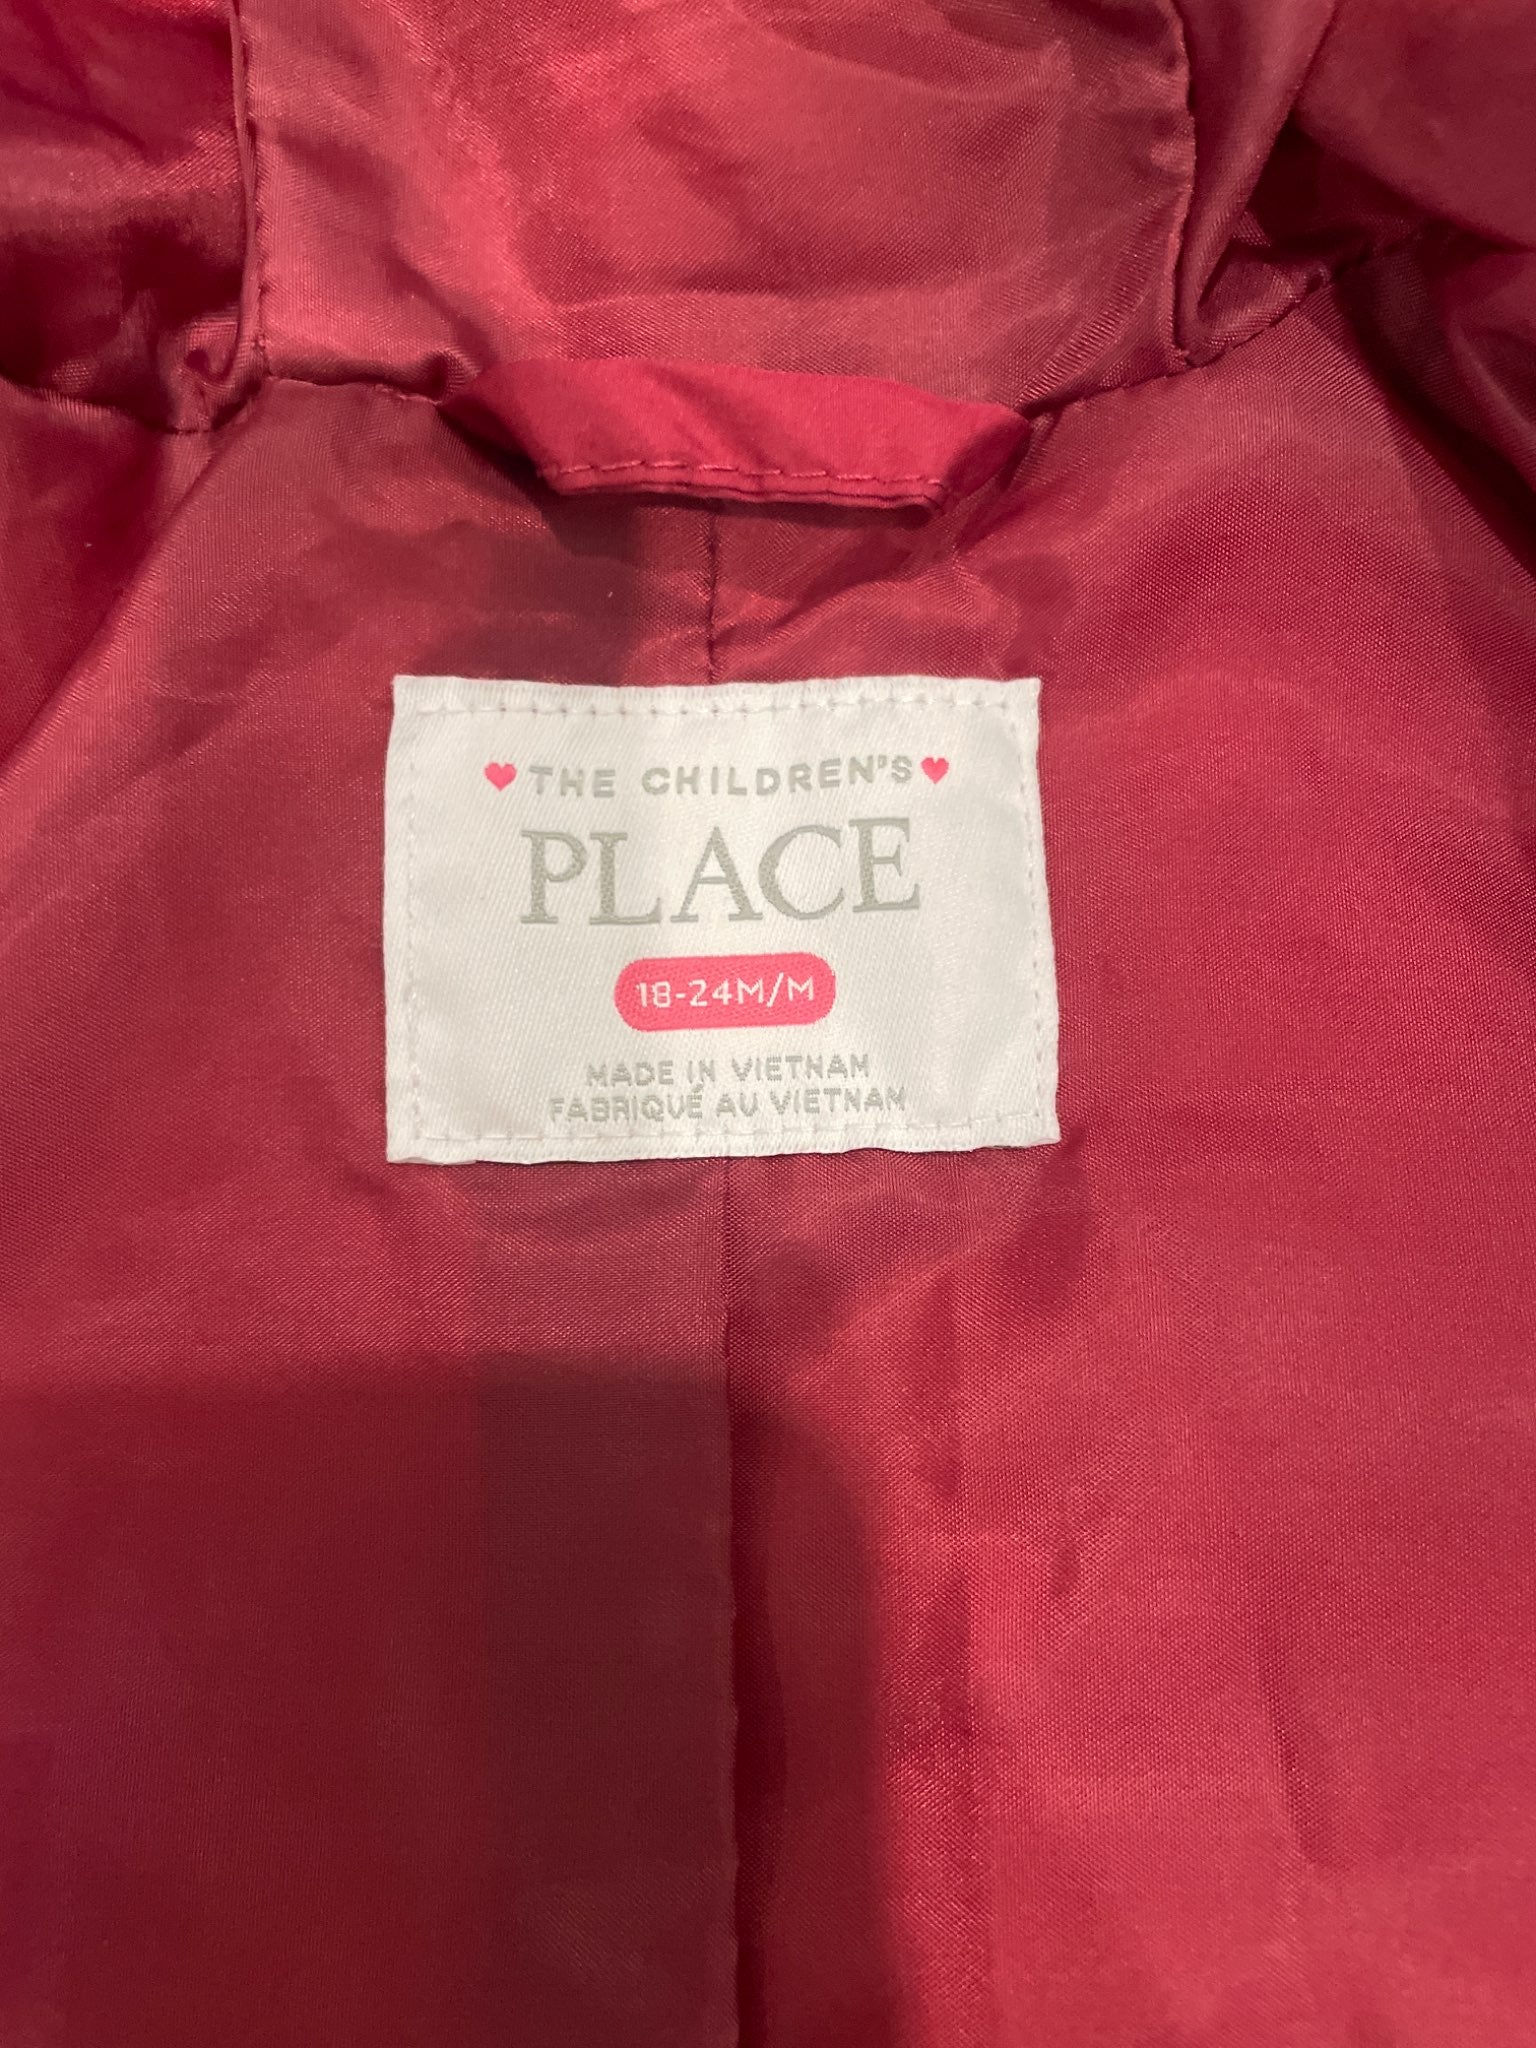 THE CHILDREN'S
PLACE
18-24M/M
MADE IN VIETNAM
FABRIQUÉ AU VIETNAM